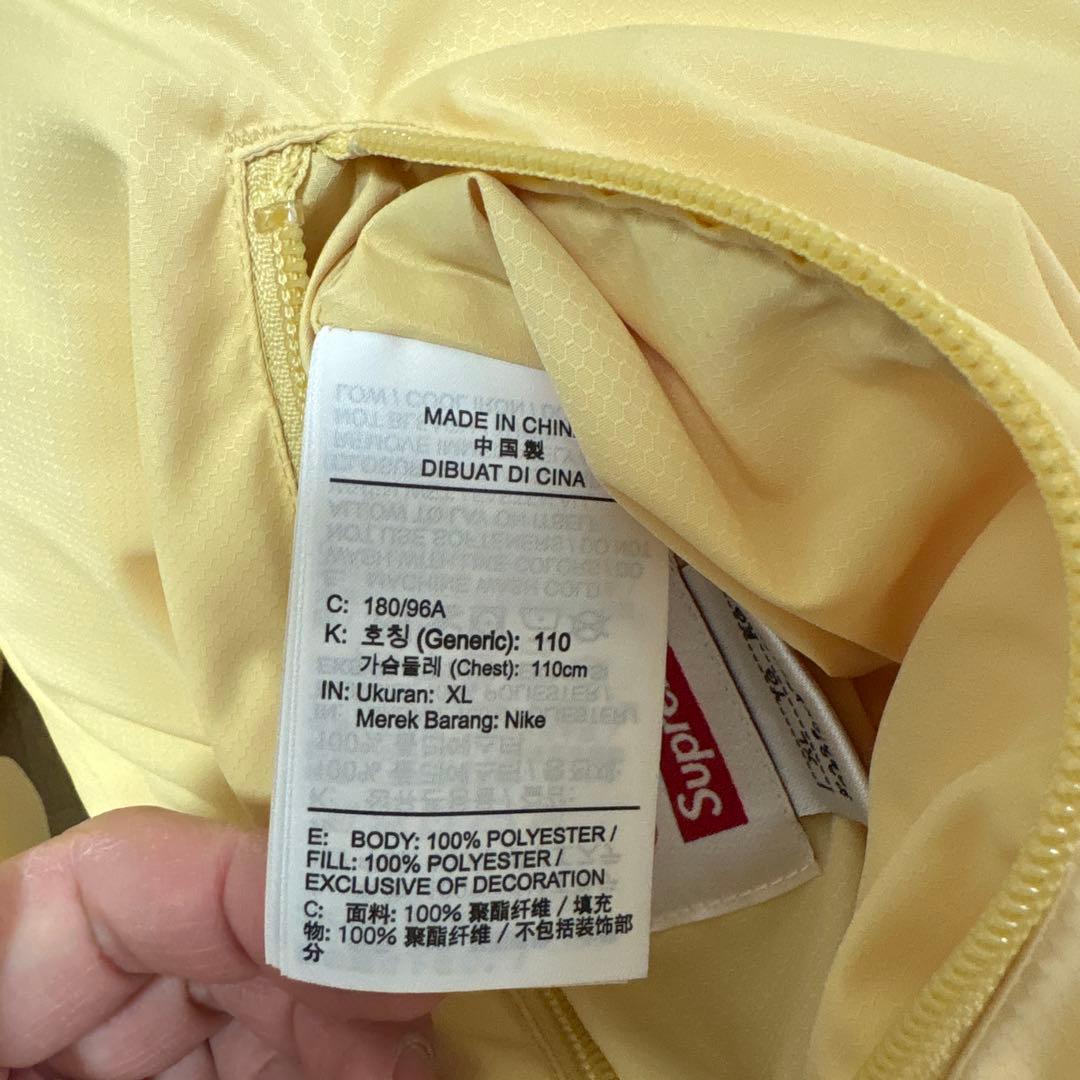 MADE IN CHIN
中国製
DIBUAT DI CINA
C: 180/96A
K: 호칭 (Generic): 110
가슴둘레 (Chest): 110cm
IN: Ukuran: XL
Merek Barang: Nike
E: BODY: 100% POLYESTER /
FILL: 100% POLYESTER /
EXCLUSIVE OF DECORATION
C: 面料: 100% 聚酯纤维 / 填充
物: 100% 聚酯纤维 / 不包括装饰部
分
Supre